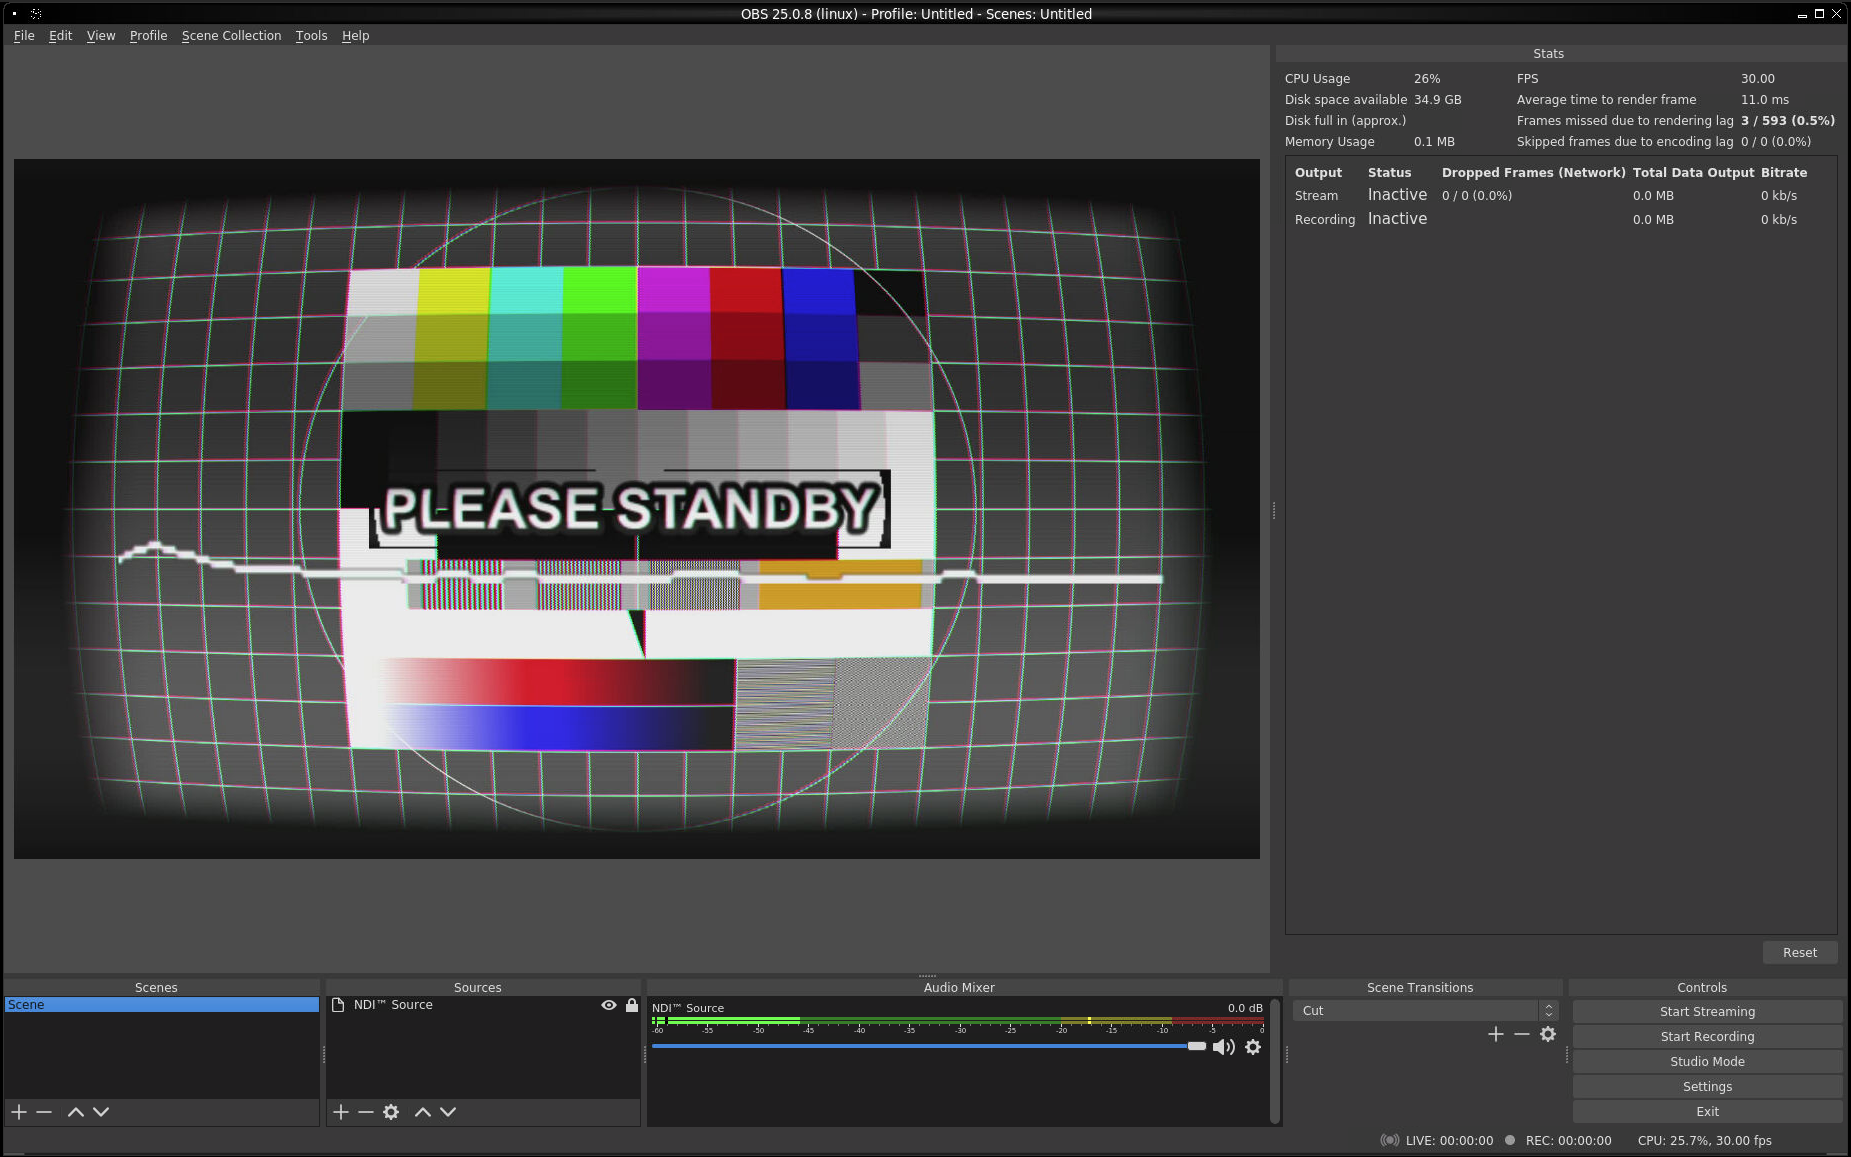 OBS 25.0.8 (linux) - Profile: Untitled - Scenes: Untitled
File Edit View Profile Scene Collection Tools Help
Stats
CPU Usage 26% FPS 30.00
Disk space available 34.9 GB Average time to render frame 11.0 ms
Disk full in (approx.) Frames missed due to rendering lag 3 / 593 (0.5%)
Memory Usage 0.1 MB Skipped frames due to encoding lag 0 / 0 (0.0%)
Output Status Dropped Frames (Network) Total Data Output Bitrate
Stream Inactive 0 / 0 (0.0%) 0.0 MB 0 kb/s
Recording Inactive 0.0 MB 0 kb/s
PLEASE STANDBY
Reset
Scenes Sources Audio Mixer Scene Transitions Controls
Scene
NDI™ Source
NDI™ Source 0.0 dB
-60 -55 -50 -45 -40 -35 -30 -25 -20 -15 -10 -5 0
Cut
Start Streaming
Start Recording
Studio Mode
Settings
Exit
LIVE: 00:00:00 REC: 00:00:00 CPU: 25.7%, 30.00 fps